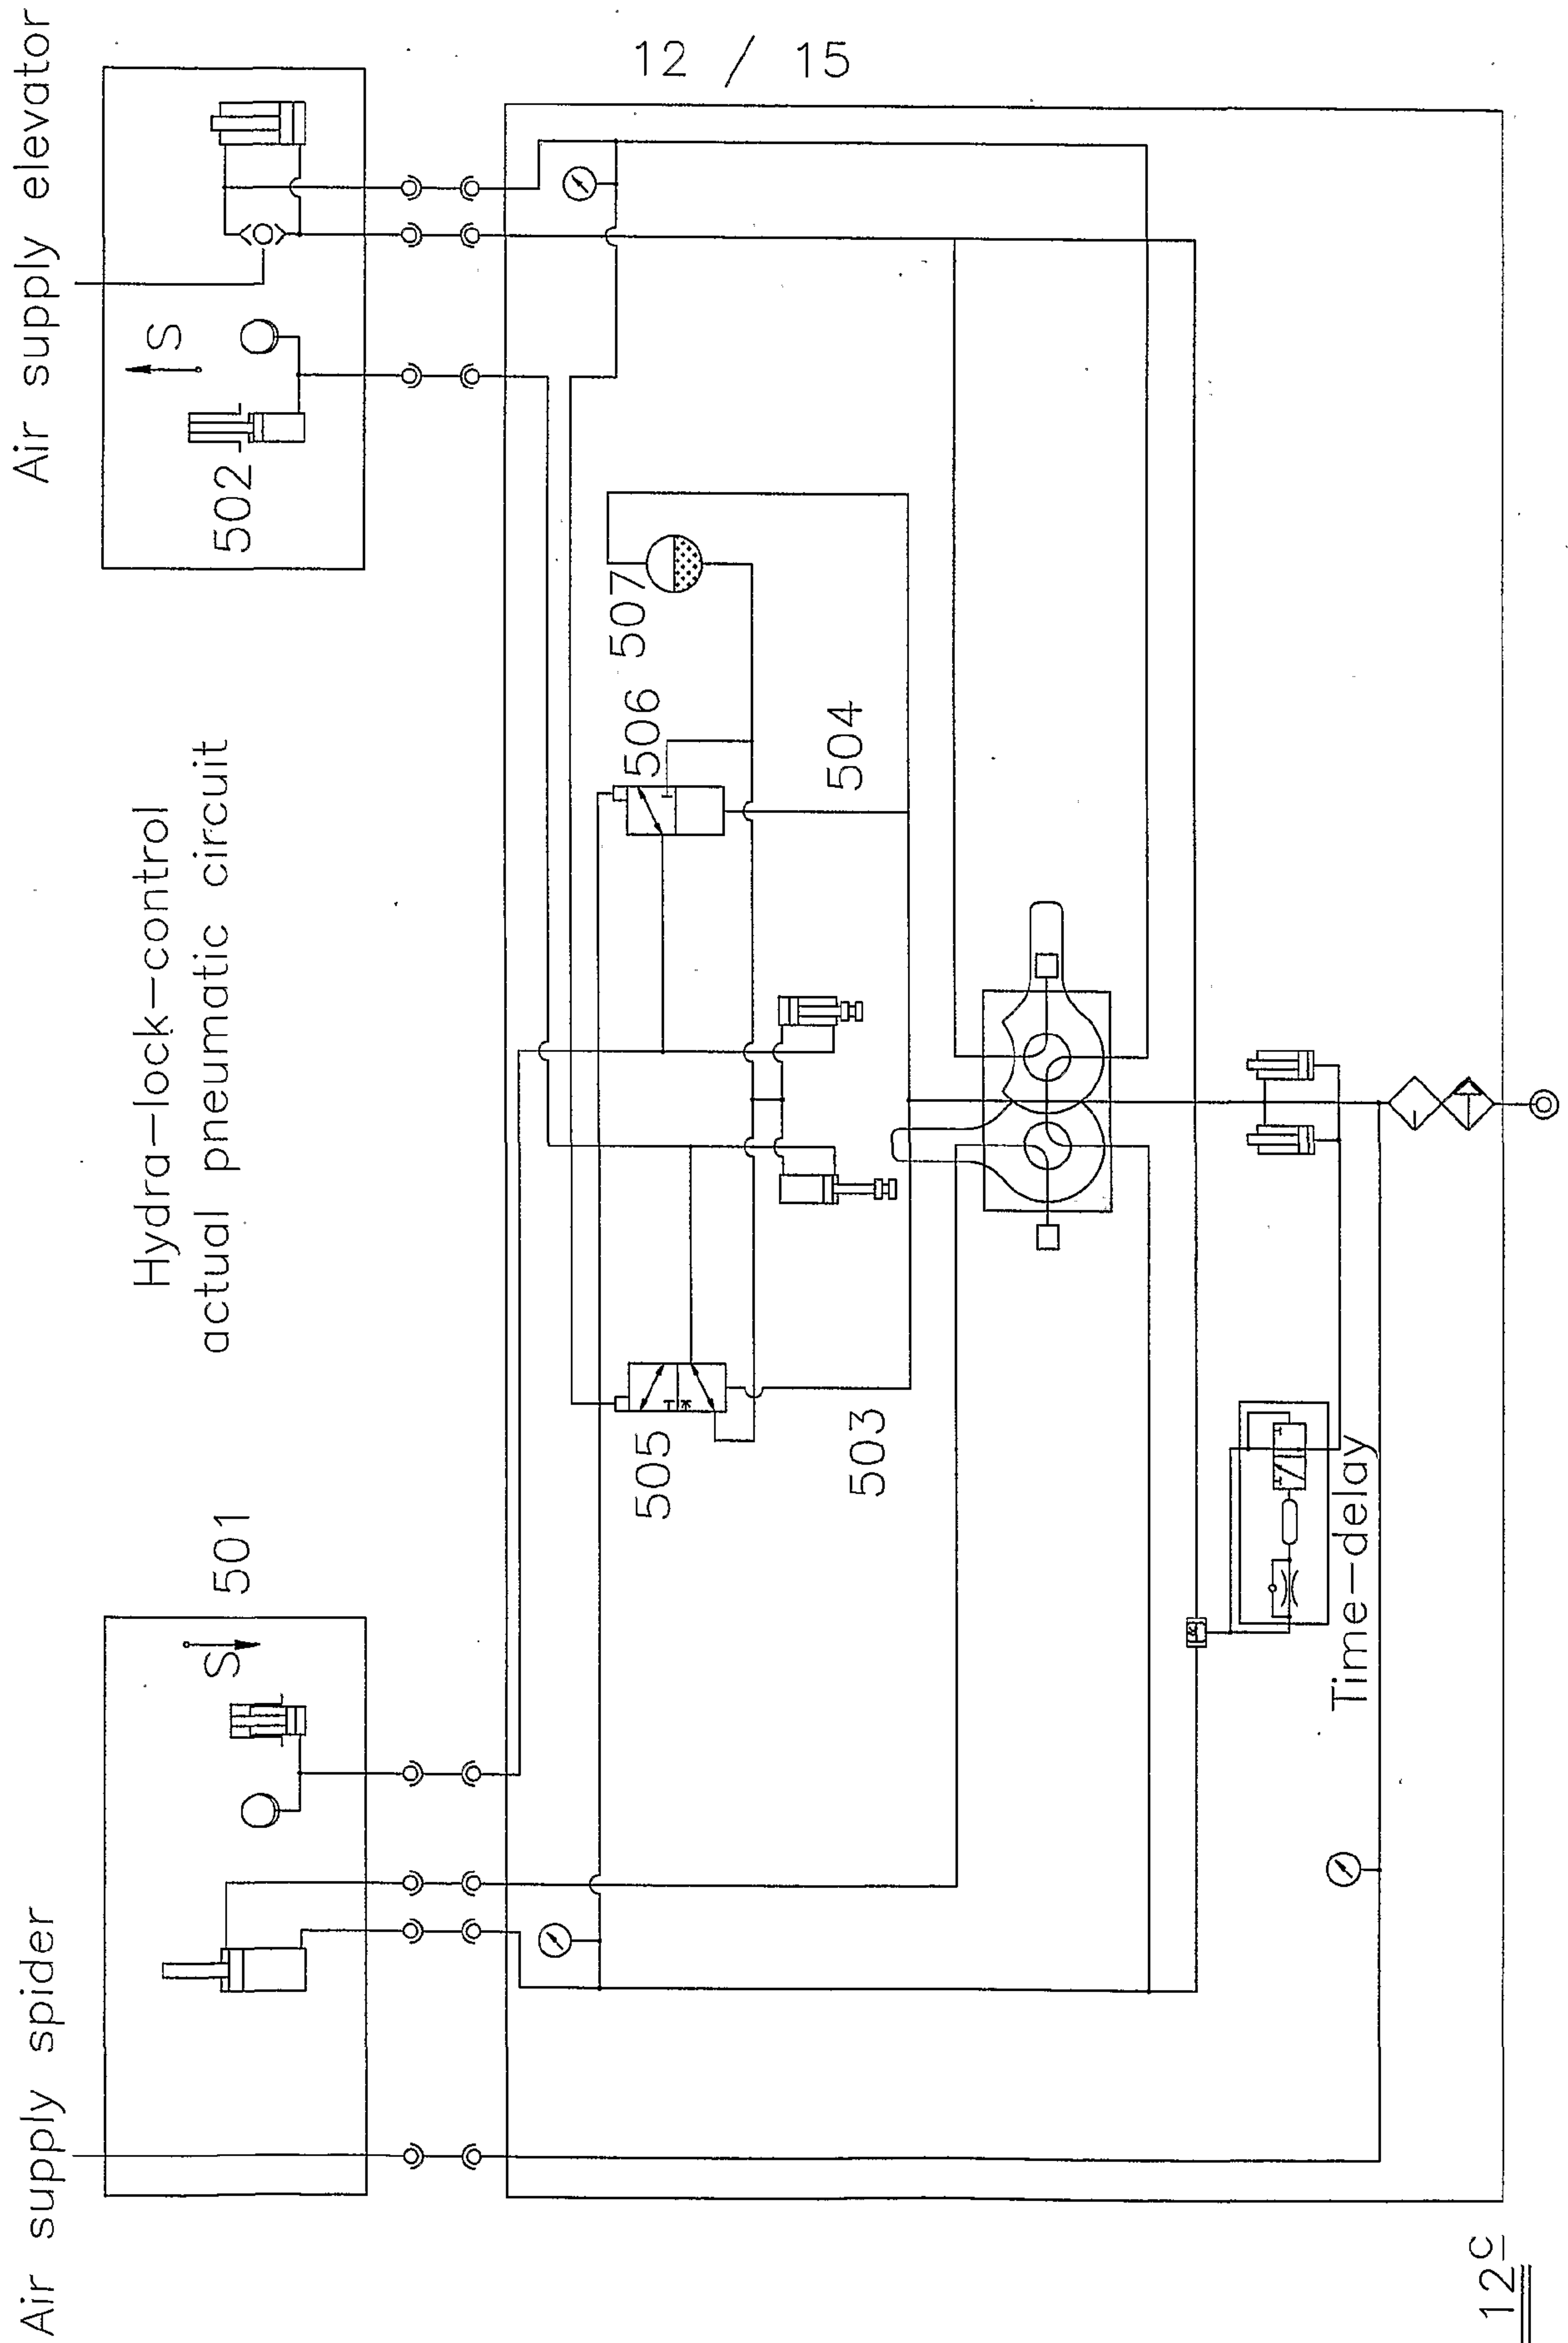 12 / 15
Air supply spider
Air supply elevator
Hydra-lock-control
actual pneumatic circuit
501
S
S
502
505
506
507
503
504
Time-delay
12c